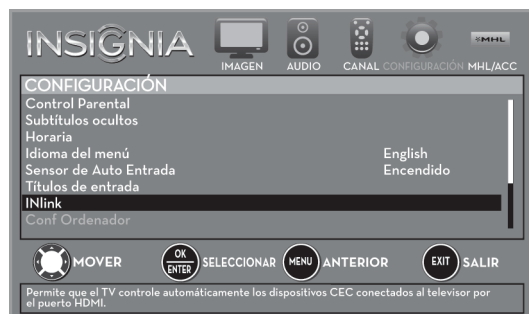 INSIGNIA
IMAGEN AUDIO CANAL CONFIGURACIÓN MHL/ACC
MHL
CONFIGURACIÓN
Control Parental
Subtítulos ocultos
Horaria
Idioma del menú English
Sensor de Auto Entrada Encendido
Títulos de entrada
INlink
Conf Ordenador
MOVER OK ENTER SELECCIONAR MENU ANTERIOR EXIT SALIR
Permite que el TV controle automáticamente los dispositivos CEC conectados al televisor por
el puerto HDMI.